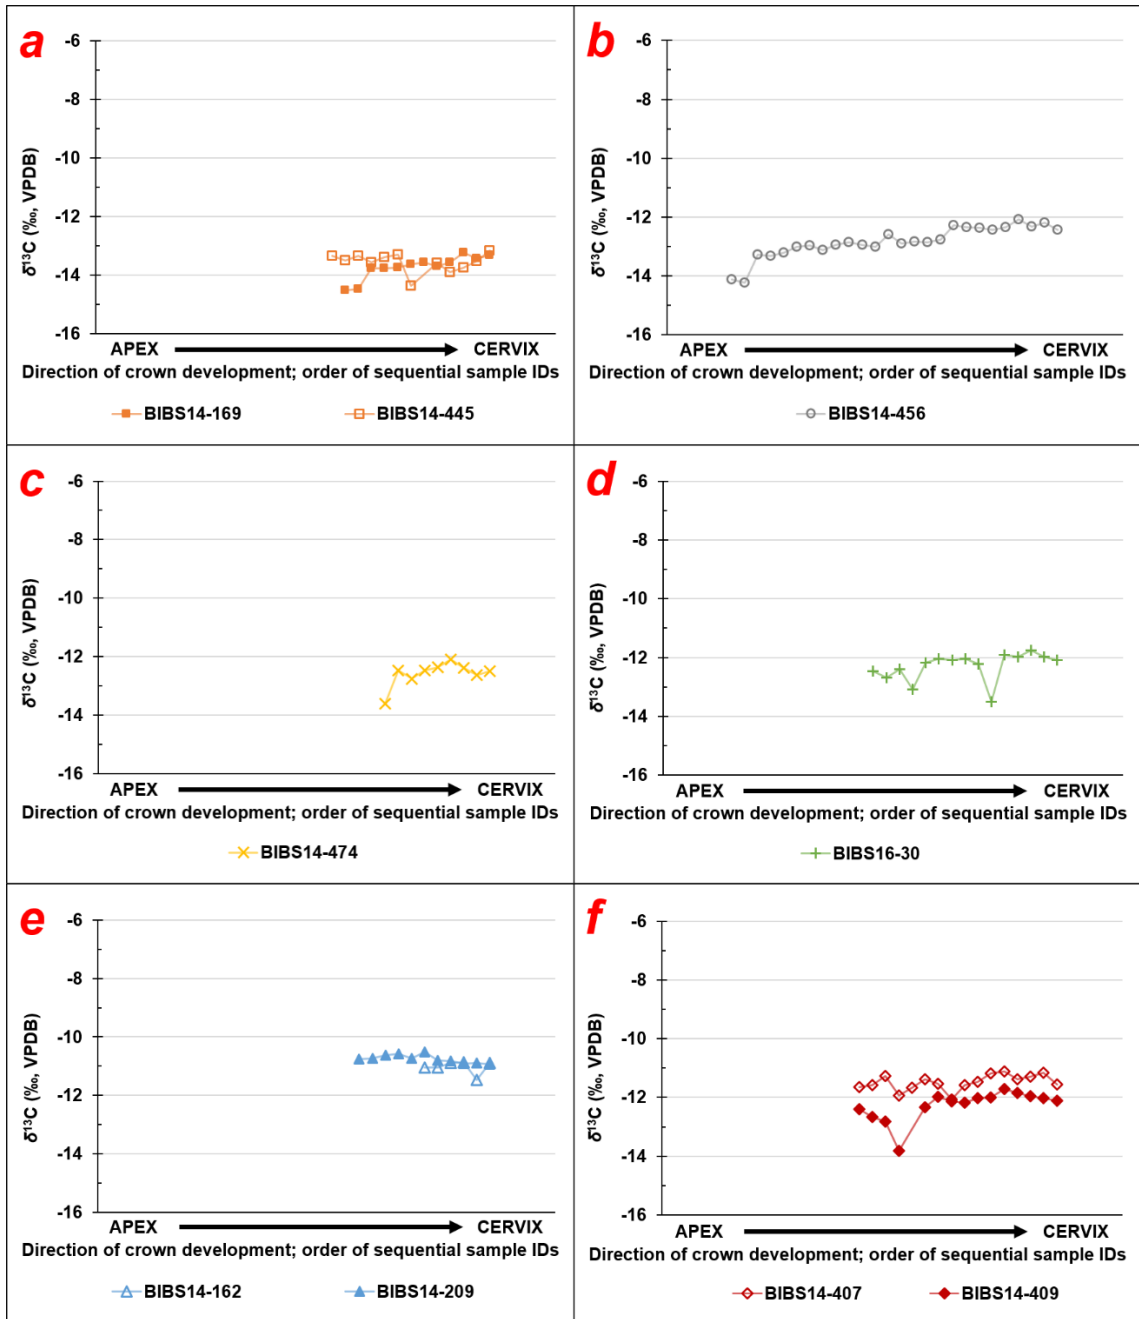 a
-6
-8
-10
-12
-14
-16
δ¹³C (‰, VPDB)
APEX CERVIX
Direction of crown development; order of sequential sample IDs
BIBS14-169 BIBS14-445
b
-6
-8
-10
-12
-14
-16
δ¹³C (‰, VPDB)
APEX CERVIX
Direction of crown development; order of sequential sample IDs
BIBS14-456
c
-6
-8
-10
-12
-14
-16
δ¹³C (‰, VPDB)
APEX CERVIX
Direction of crown development; order of sequential sample IDs
BIBS14-474
d
-6
-8
-10
-12
-14
-16
δ¹³C (‰, VPDB)
APEX CERVIX
Direction of crown development; order of sequential sample IDs
BIBS16-30
e
-6
-8
-10
-12
-14
-16
δ¹³C (‰, VPDB)
APEX CERVIX
Direction of crown development; order of sequential sample IDs
BIBS14-162 BIBS14-209
f
-6
-8
-10
-12
-14
-16
δ¹³C (‰, VPDB)
APEX CERVIX
Direction of crown development; order of sequential sample IDs
BIBS14-407 BIBS14-409